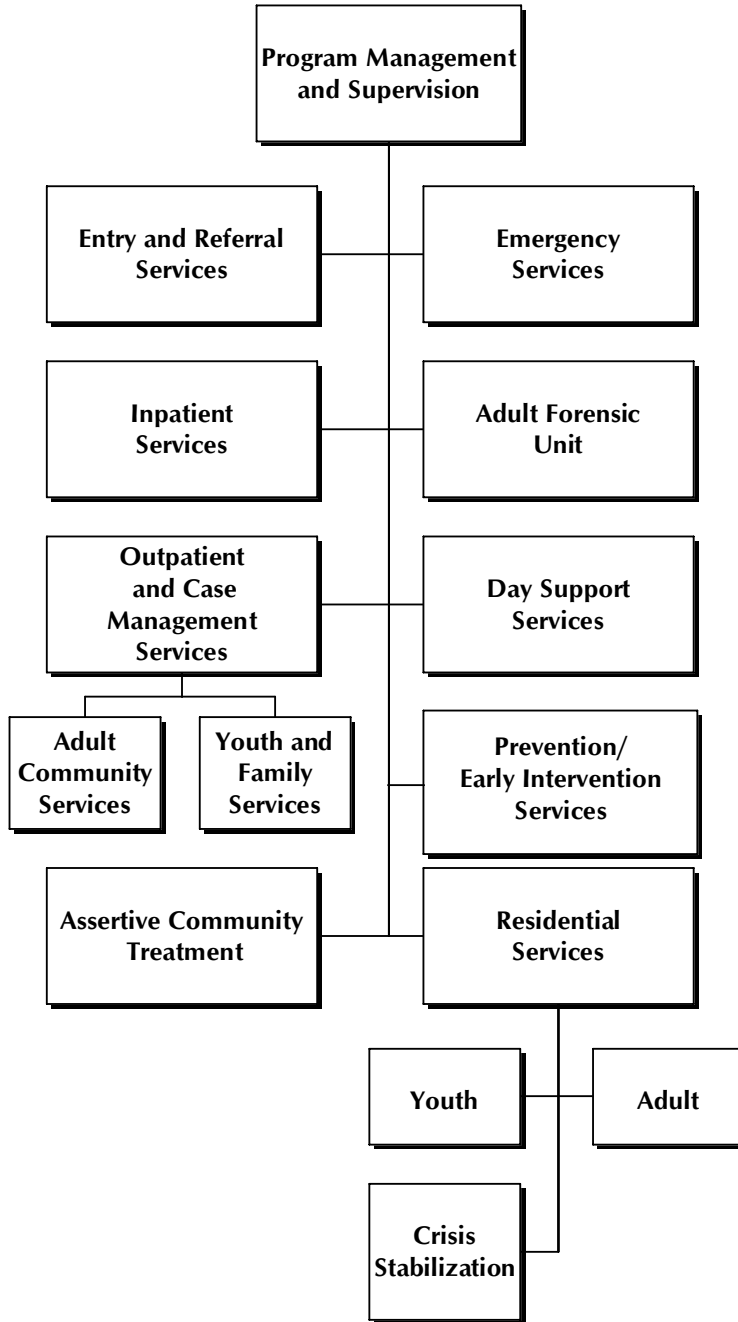 Program Management
and Supervision
Entry and Referral
Services
Emergency
Services
Inpatient
Services
Adult Forensic
Unit
Outpatient
and Case
Management
Services
Day Support
Services
Adult
Community
Services
Youth and
Family
Services
Prevention/
Early Intervention
Services
Assertive Community
Treatment
Residential
Services
Youth
Adult
Crisis
Stabilization